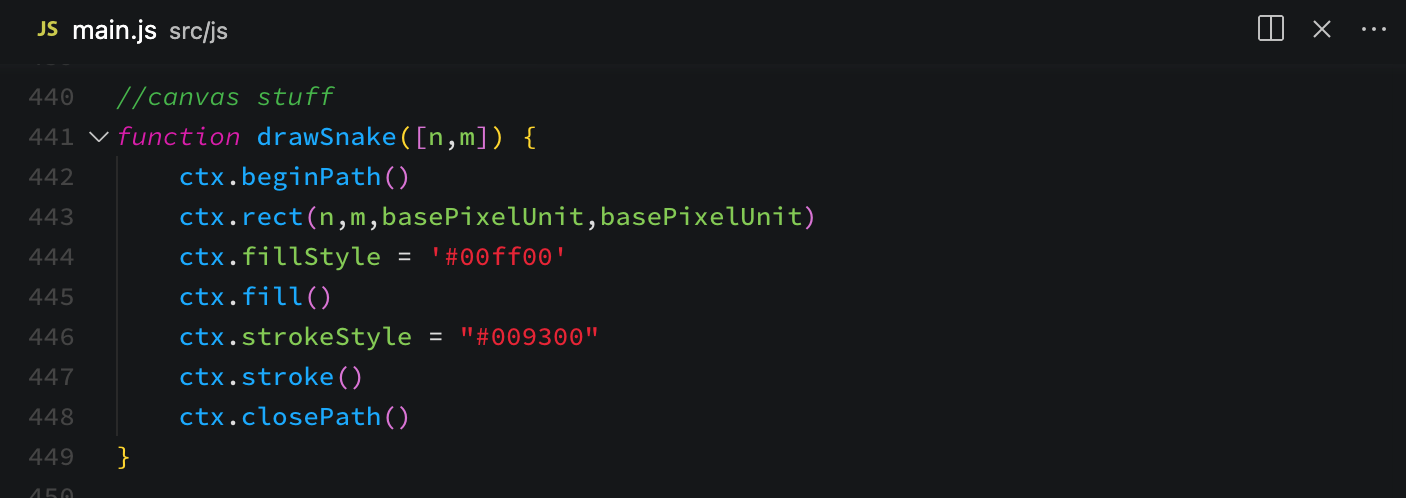 JS main.js src/js
440 //canvas stuff
441 function drawSnake([n,m]) {
442 ctx.beginPath()
443 ctx.rect(n,m,basePixelUnit,basePixelUnit)
444 ctx.fillStyle = '#00ff00'
445 ctx.fill()
446 ctx.strokeStyle = "#009300"
447 ctx.stroke()
448 ctx.closePath()
449 }
450